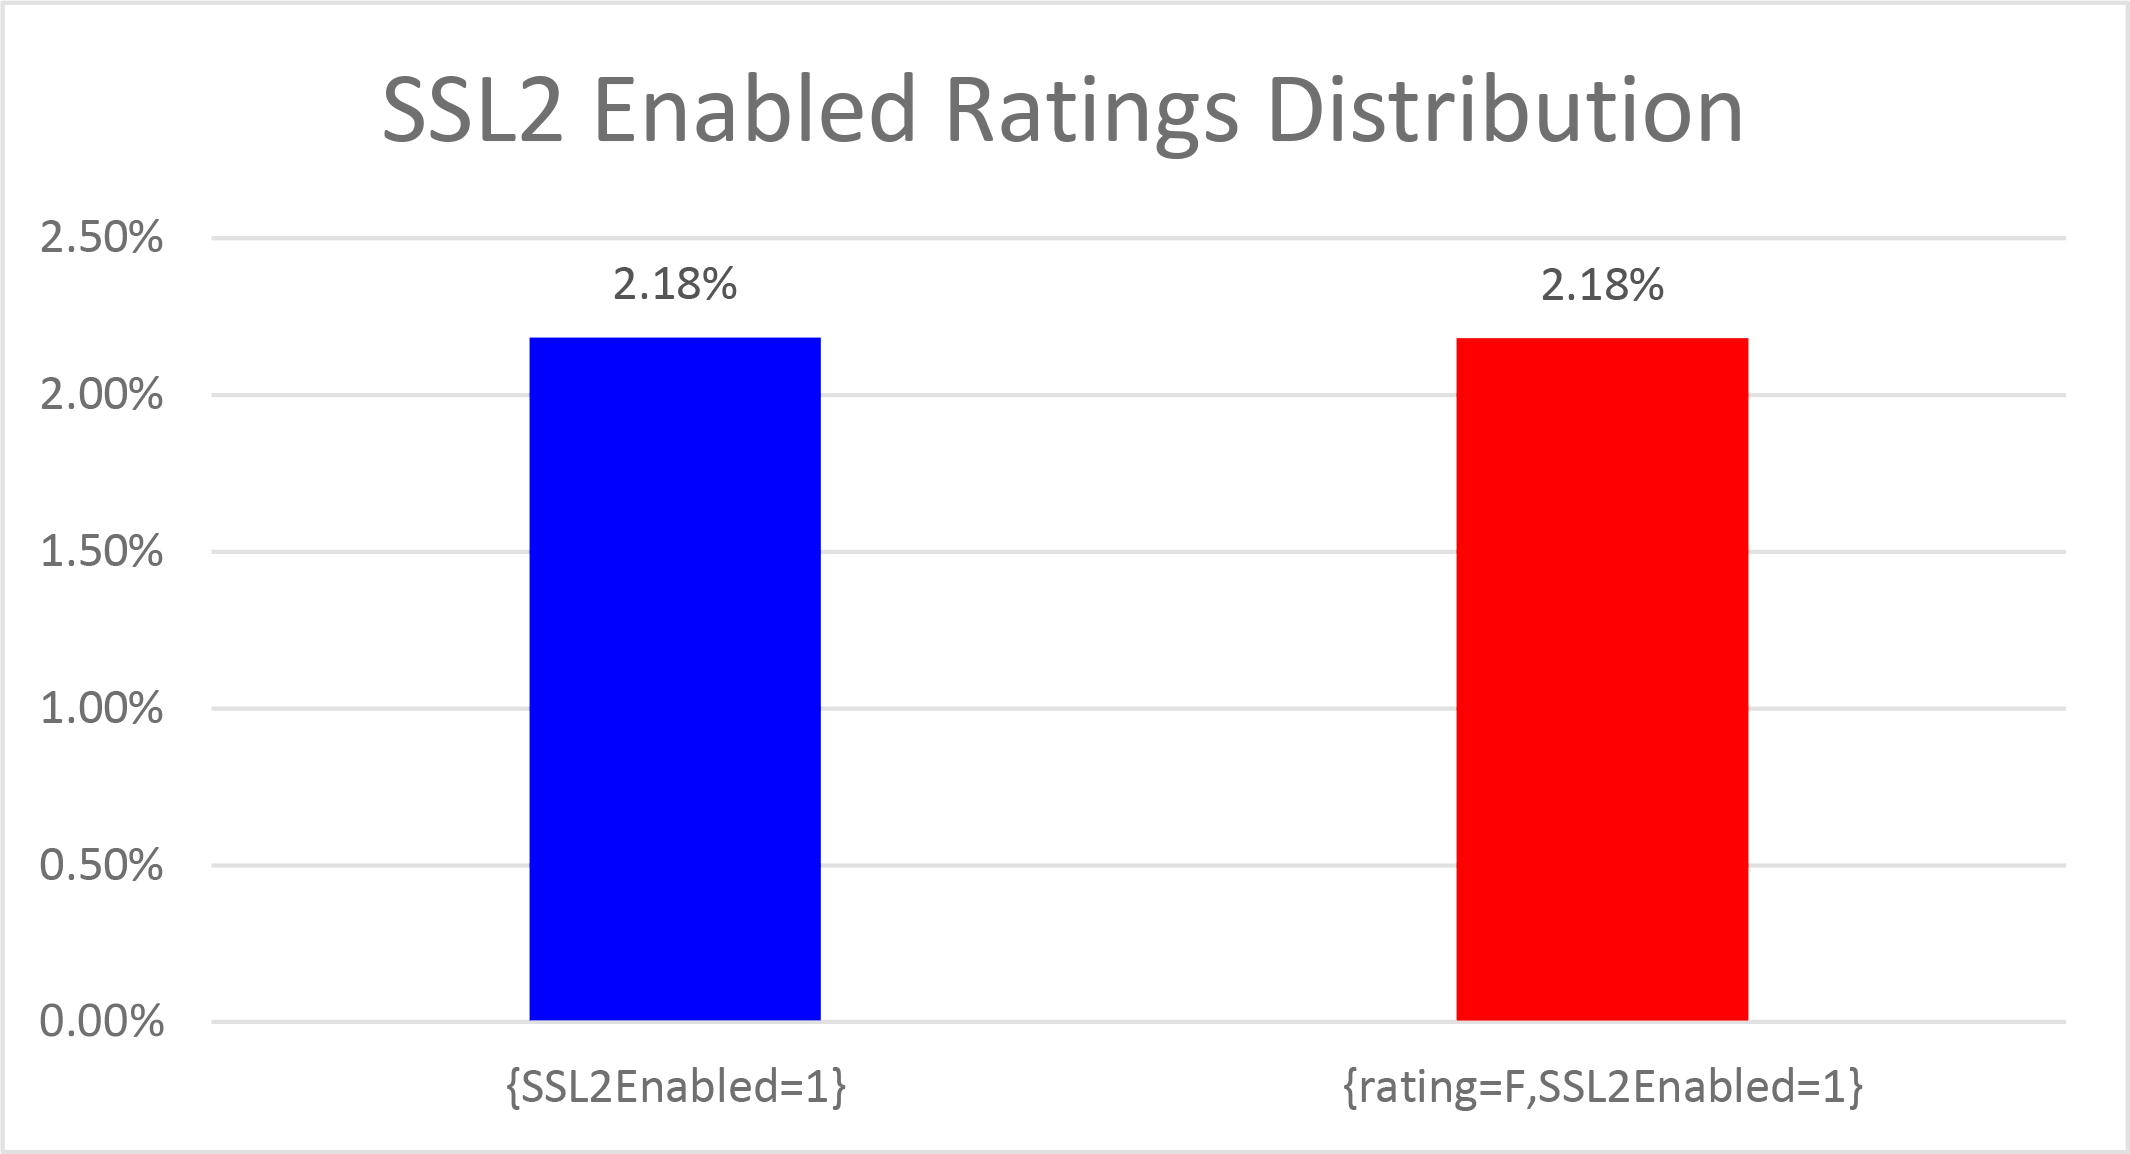 SSL2 Enabled Ratings Distribution
2.50%
2.18%
2.18%
2.00%
1.50%
1.00%
0.50%
0.00%
{SSL2Enabled=1}
{rating=F,SSL2Enabled=1}